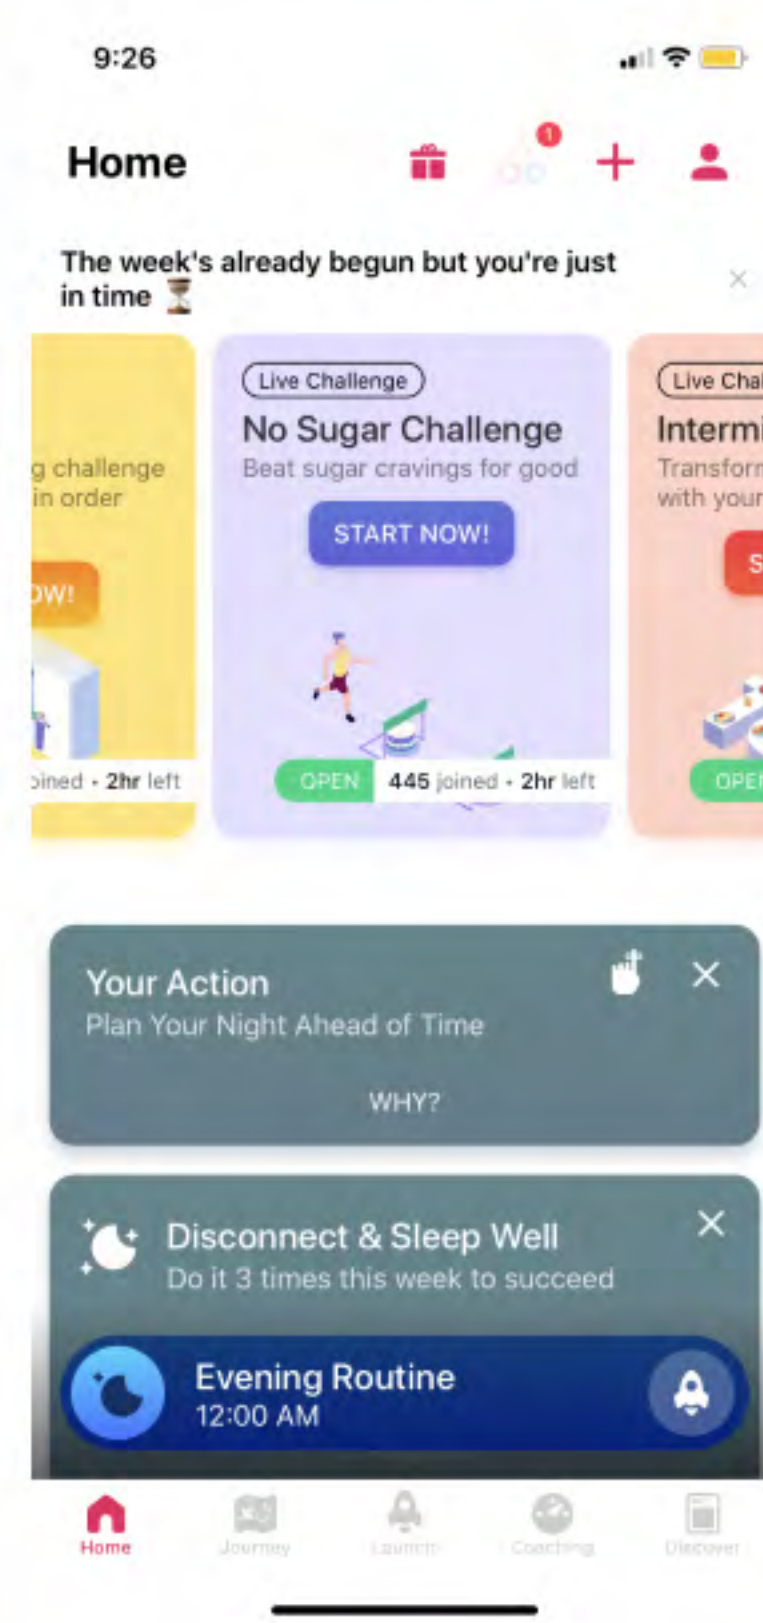 9:26
Home
1
The week's already begun but you're just
in time
g challenge
in order
OW!
oined • 2hr left
Live Challenge
No Sugar Challenge
Beat sugar cravings for good
START NOW!
OPEN 445 joined • 2hr left
Live Chal
Intermi
Transform
with your
S
OPEN
Your Action
Plan Your Night Ahead of Time
WHY?
Disconnect & Sleep Well
Do it 3 times this week to succeed
Evening Routine
12:00 AM
Home Journey Launch Coaching Discover